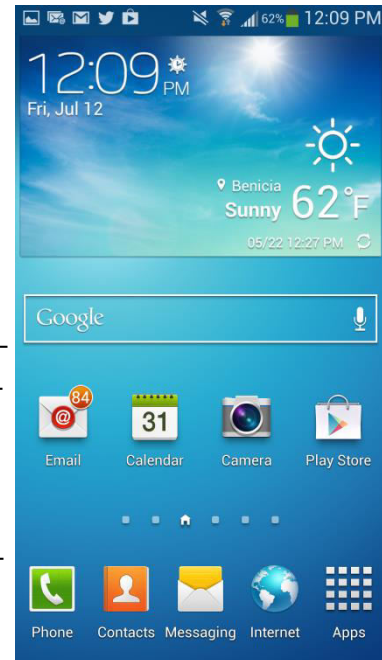 62% 12:09 PM
12:09 PM
Fri, Jul 12
Benicia
Sunny 62°F
05/22 12:27 PM
Google
84
@
31
Email Calendar Camera Play Store
Phone Contacts Messaging Internet Apps